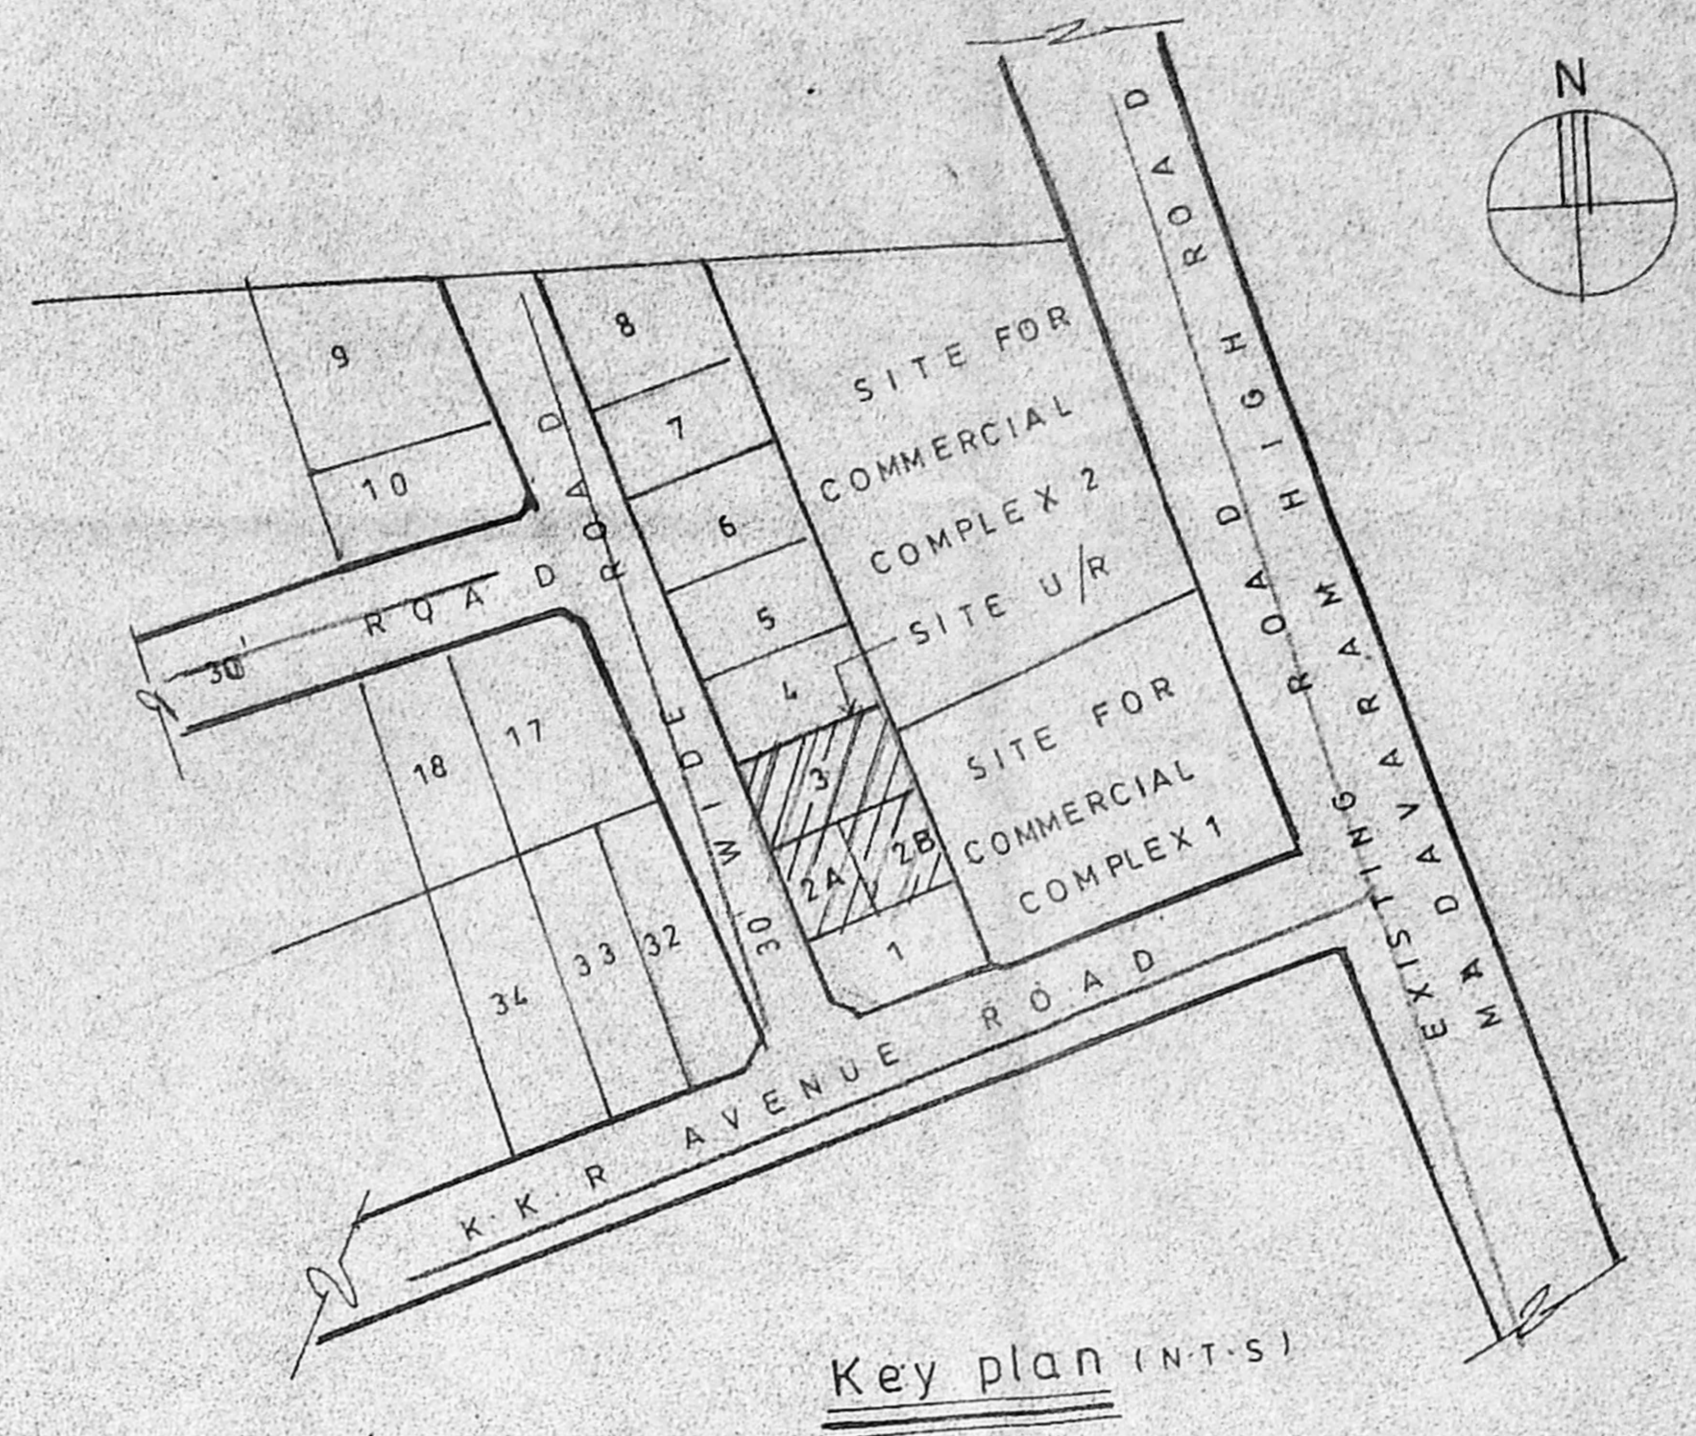 N
9
10
8
7
6
5
4
3
2A
2B
1
SITE FOR
COMMERCIAL
COMPLEX 2
SITE U/R
SITE FOR
COMMERCIAL
COMPLEX 1
30' ROAD
30' WIDE ROAD
18
17
34
33
32
K.K.R AVENUE ROAD
EXISTING ROAD
MADAVARAM HIGH ROAD
Key plan (N.T.S)